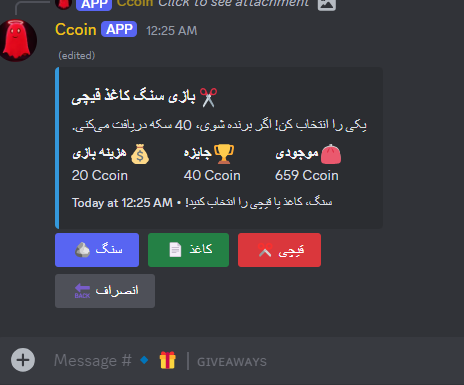 APP Ccoin Click to see attachment
Ccoin APP 12:25 AM
(edited)
بازی سنگ کاغذ قیچی ✂️
یکی را انتخاب کن! اگر برنده شوی، 40 سکه دریافت می‌کنی.
هزینه بازی 💰 جایزه 🏆 موجودی 👛
20 Ccoin 40 Ccoin 659 Ccoin
سنگ، کاغذ یا قیچی را انتخاب کنید! • Today at 12:25 AM
سنگ کاغذ قیچی
BACK انصراف
Message # 🔹 🎁 | GIVEAWAYS